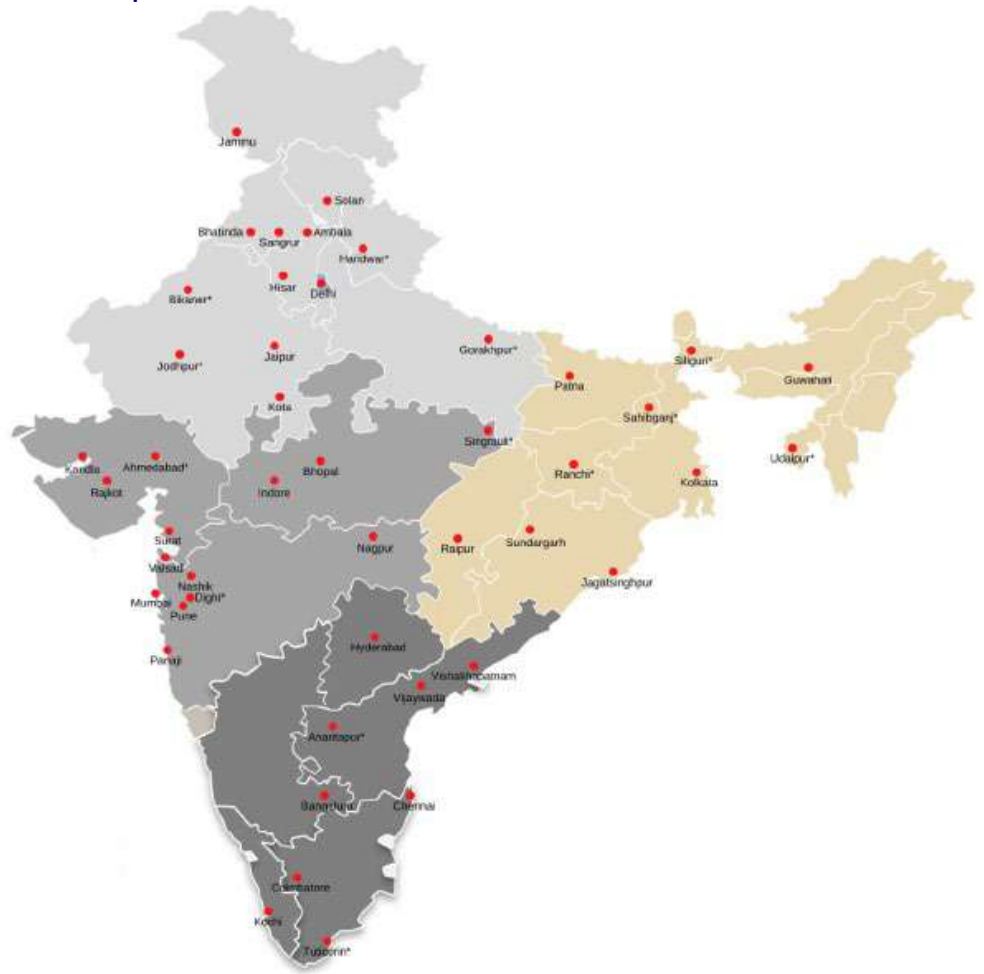 Jammu
Solan
Bhatinda
Sangrur
Ambala
Haridwar*
Hisar
Delhi
Bikaner*
Jodhpur*
Jaipur
Gorakhpur*
Siliguri*
Guwahati
Patna
Kota
Sahibganj*
Singrauli*
Udaipur*
Kandla
Ahmedabad*
Bhopal
Ranchi*
Kolkata
Rajkot
Indore
Surat
Nagpur
Raipur
Sundargarh
Valsad
Nashik
Jagatsinghpur
Mumbai
Dighi*
Pune
Panaji
Hyderabad
Vishakhapatnam
Vijaywada
Anantapur*
Chennai
Coimbatore
Kochi
Tuticorin*